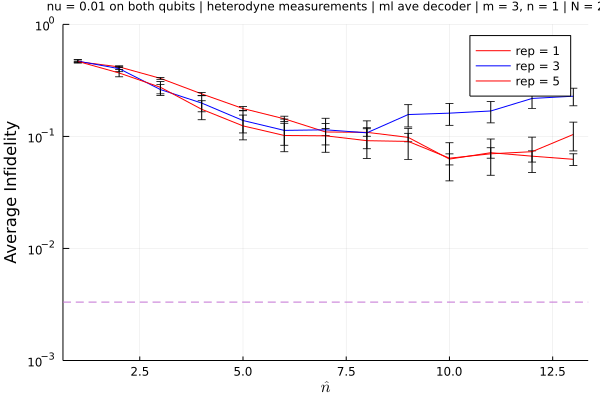 nu = 0.01 on both qubits | heterodyne measurements | ml ave decoder | m = 3, n = 1 | N = 2
10⁰
rep = 1
rep = 3
rep = 5
10⁻¹
Average Infidelity
10⁻²
10⁻³
2.5 5.0 7.5 10.0 12.5
n̂